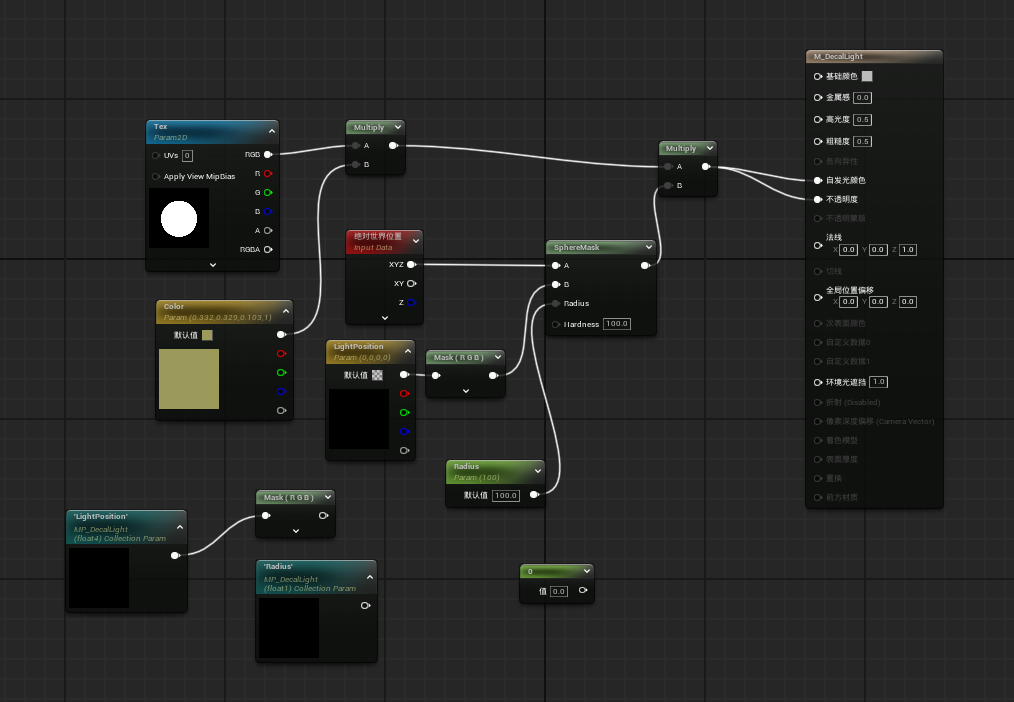 M_DecalLight
基础颜色
金属感 0.0
高光度 0.5
粗糙度 0.5
各向异性
自发光颜色
不透明度
不透明蒙版
法线
X 0.0 Y 0.0 Z 1.0
切线
全局位置偏移
X 0.0 Y 0.0 Z 0.0
次表面颜色
自定义数据0
自定义数据1
环境光遮挡 1.0
折射 (Disabled)
像素深度偏移 (Camera Vector)
着色模型
表面厚度
置换
前方材质
Tex
Param2D
UVs 0
RGB
Apply View MipBias
R
G
B
A
RGBA
Multiply
A
B
Multiply
A
B
绝对世界位置
Input Data
XYZ
XY
Z
SphereMask
A
B
Radius
Hardness 100.0
Color
Param (0.332,0.329,0.103,1)
默认值
LightPosition
Param (0,0,0,0)
默认值
Mask ( R G B )
Radius
Param (100)
默认值 100.0
Mask ( R G B )
'LightPosition'
MP_DecalLight
(float4) Collection Param
'Radius'
MP_DecalLight
(float1) Collection Param
0
值 0.0